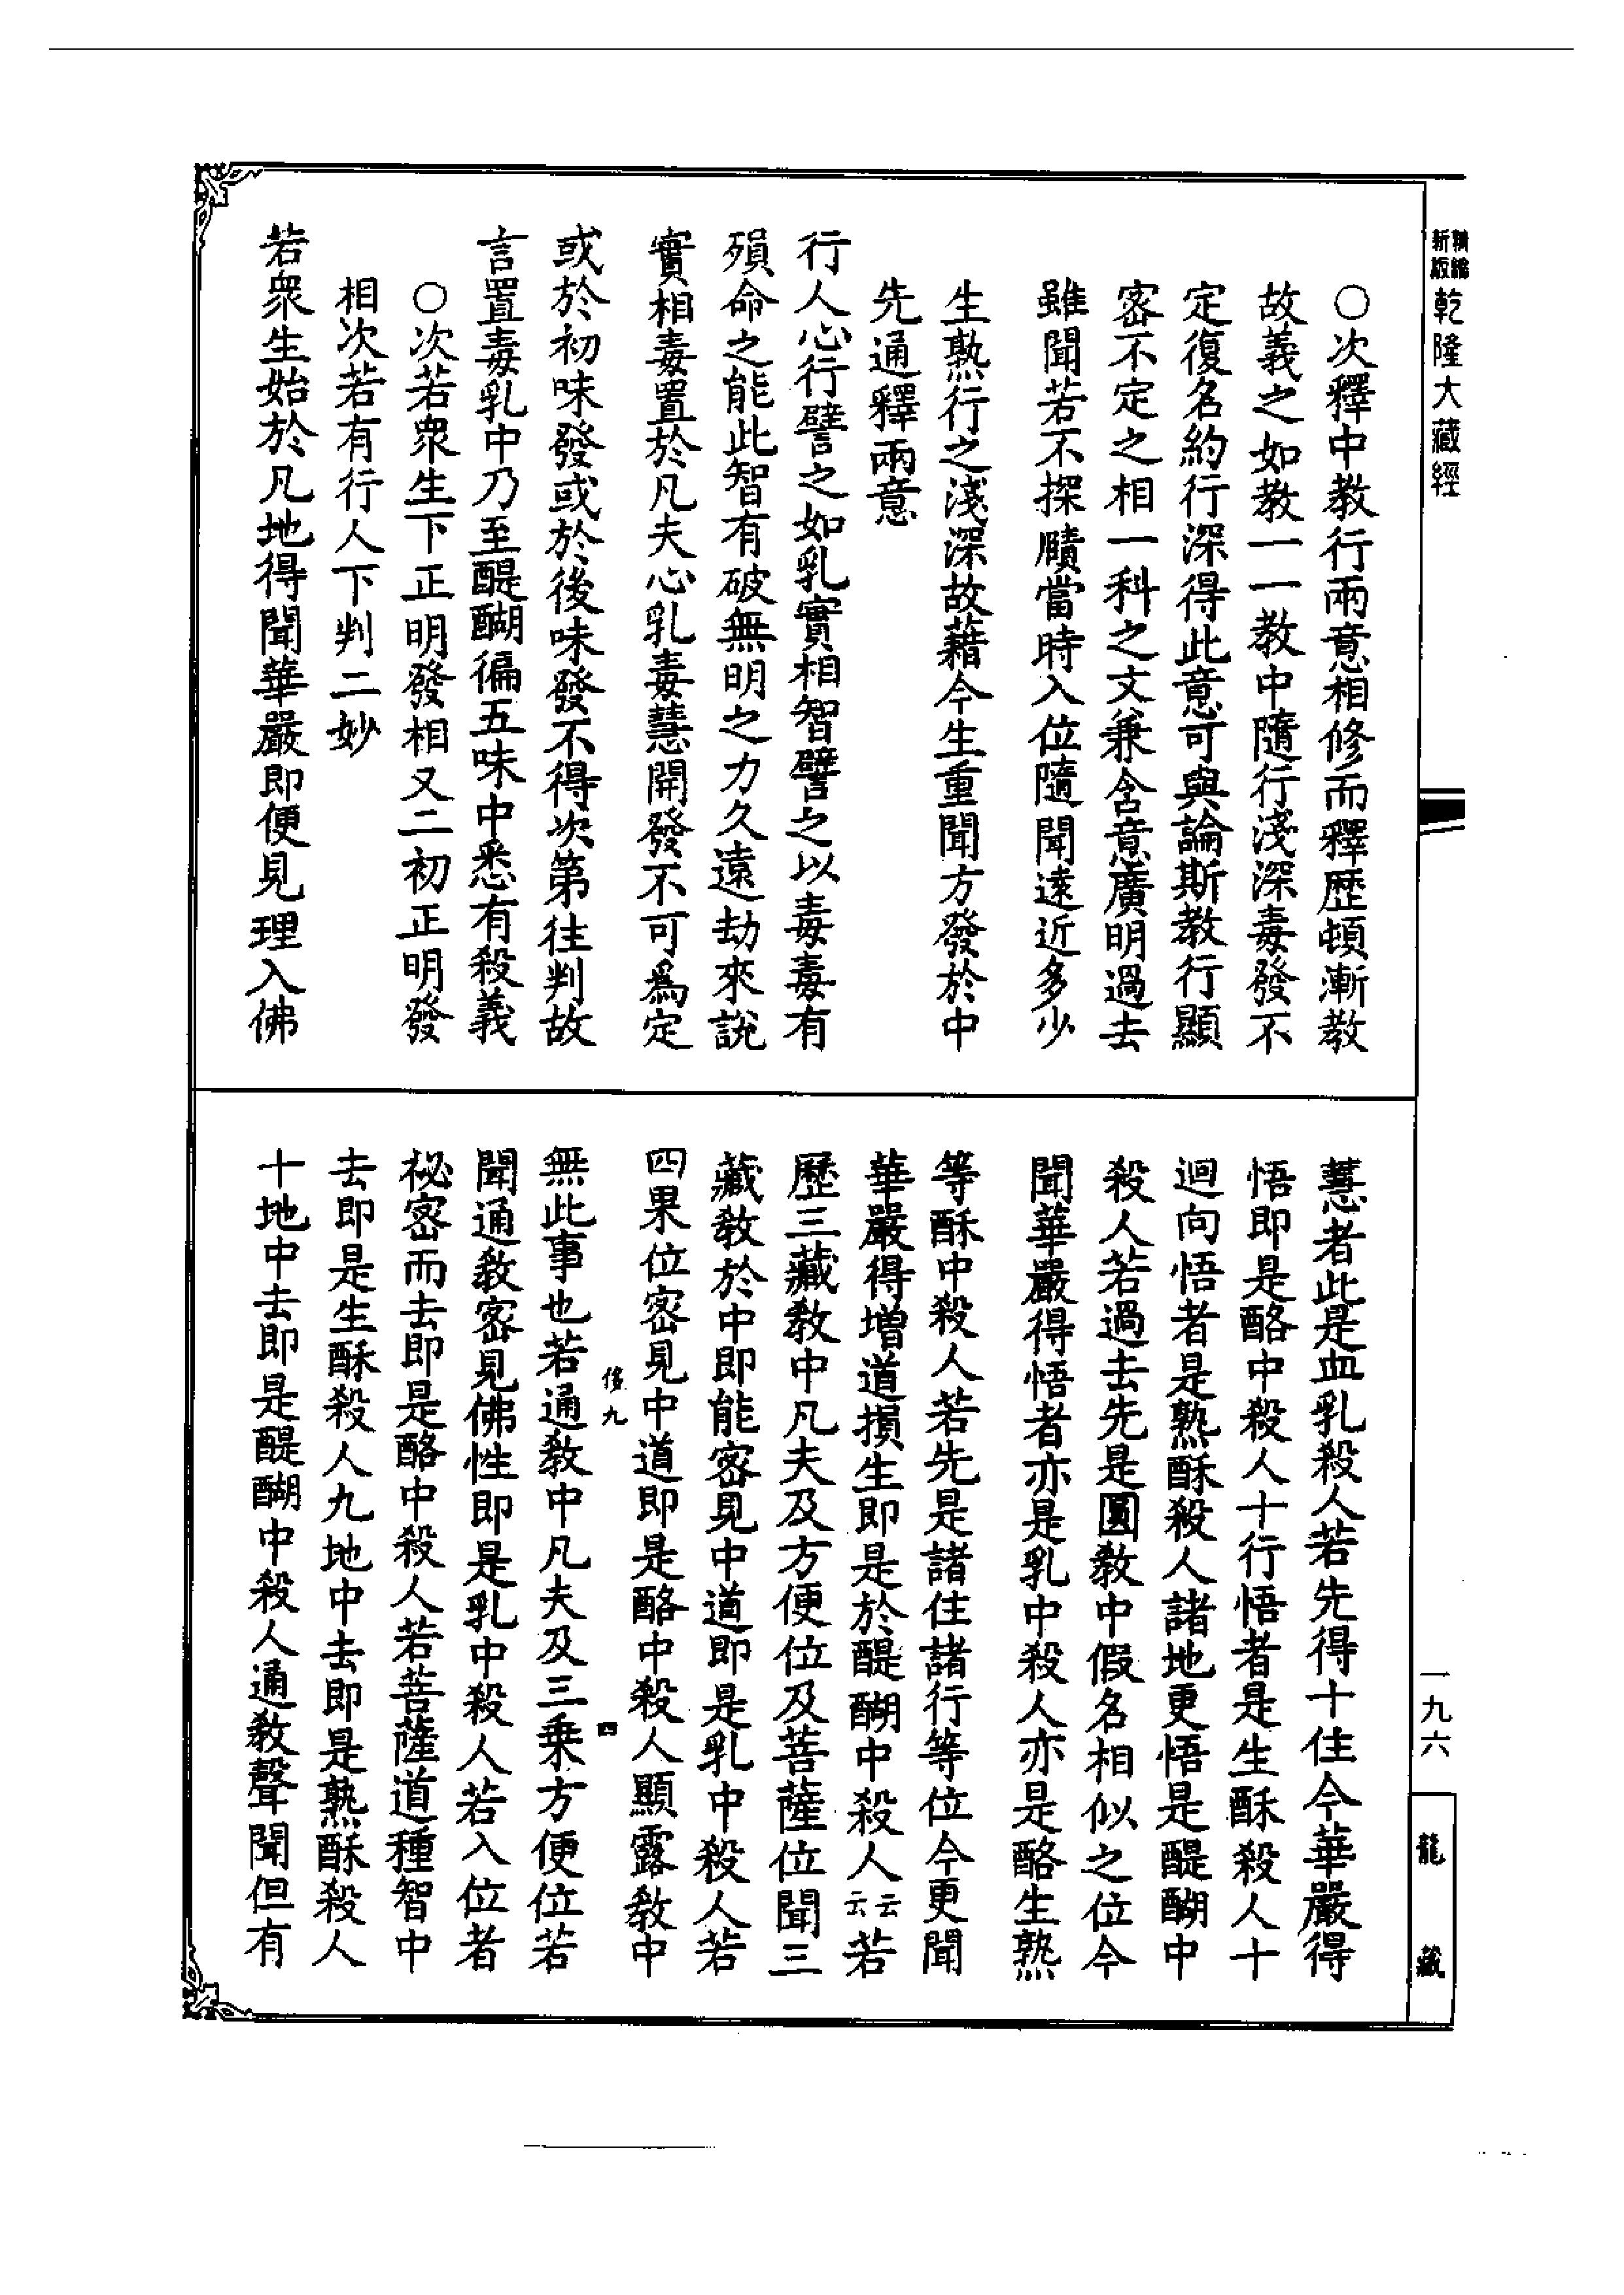 新編
新版
乾隆大藏經
〇次釋中教行兩意相修而釋歷頓漸教
故義之如教一一教中隨行淺深毒發不
定復名約行深得此意可與論斯教行顯
密不定之相一科之文兼含意廣明過去
雖聞若不探賾當時入位隨聞遠近多少
生熟行之淺深故藉今生重聞方發於中
先通釋兩意
行人心行譬之如乳實相智譬之以毒毒有
殞命之能此智有破無明之力久遠劫來說
實相毒置於凡夫心乳毒慧開發不可爲定
或於初味發或於後味發不得次第往判故
言置毒乳中乃至醍醐徧五味中悉有殺義
〇次若衆生下正明發相又二初正明發
相次若有行人下判二妙
若衆生始於凡地得聞華嚴即便見理入佛
慧者此是血乳殺人若先得十住今華嚴得
悟即是酪中殺人十行悟者是生酥殺人十
迴向悟者是熟酥殺人諸地更悟是醍醐中
殺人若過去先是圓教中假名相似之位今
聞華嚴得悟者亦是乳中殺人亦是酪生熟
等酥中殺人若先是諸住諸行等位今更聞
華嚴得增道損生即是於醍醐中殺人云云若
歷三藏教中凡夫及方便位及菩薩位聞三
藏教於中即能密見中道即是乳中殺人若
四果位密見中道即是酪中殺人顯露教中
九
四
無此事也若通教中凡夫及三乘方便位若
聞通教密見佛性即是乳中殺人若入位者
祕密而去即是酪中殺人若菩薩道種智中
去即是生酥殺人九地中去即是熟酥殺人
十地中去即是醍醐中殺人通教聲聞但有
一九六
龍藏